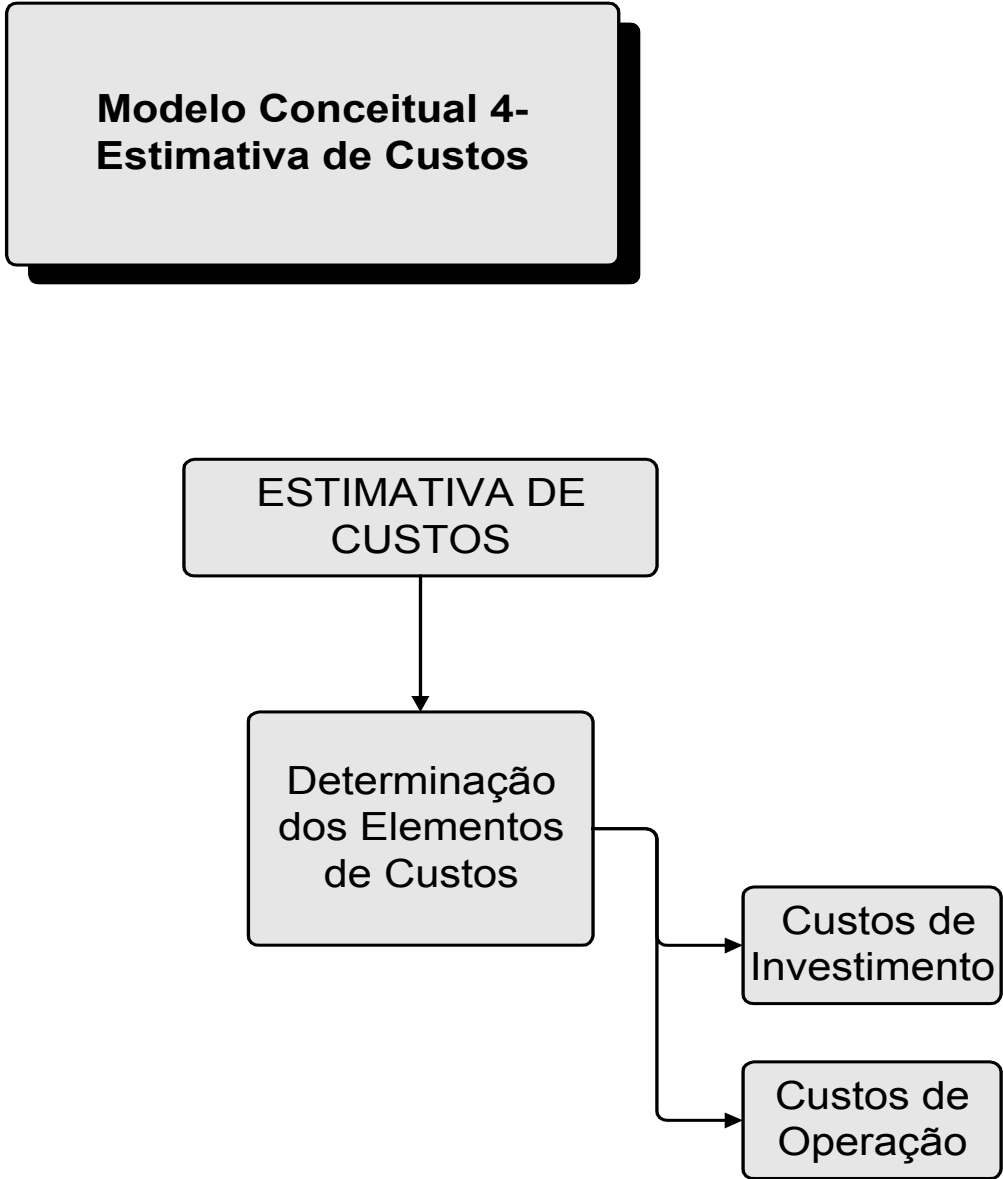 Modelo Conceitual 4-
Estimativa de Custos
ESTIMATIVA DE
CUSTOS
Determinação
dos Elementos
de Custos
Custos de
Investimento
Custos de
Operação